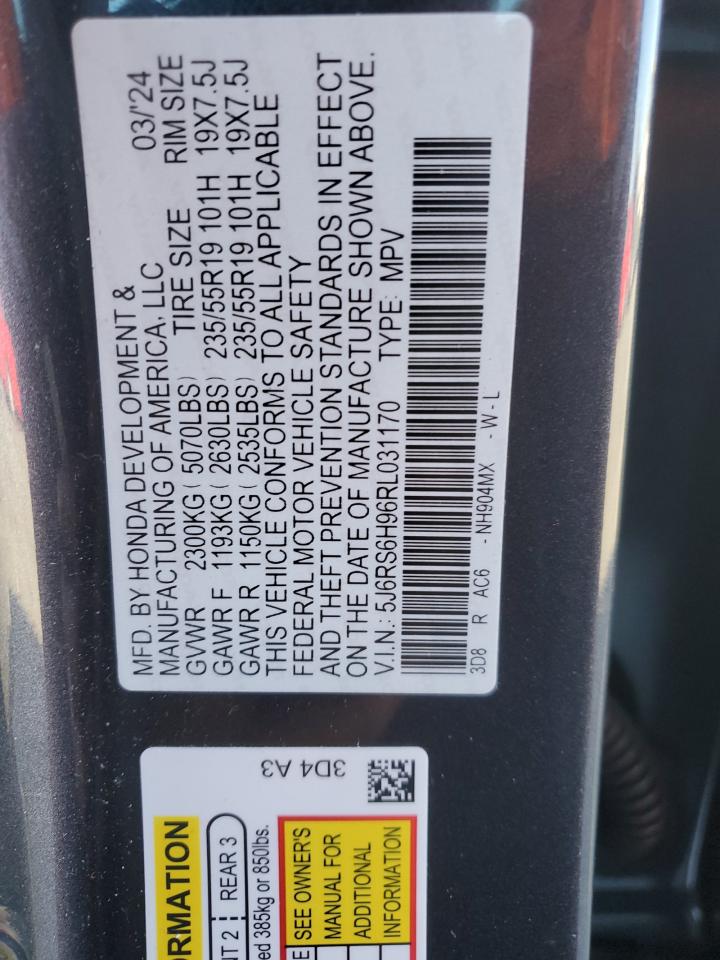 MFD. BY HONDA DEVELOPMENT & 03/'24
MANUFACTURING OF AMERICA, LLC RIM SIZE
GVWR 2300KG ( 5070LBS) TIRE SIZE
GAWR F 1193KG ( 2630LBS) 235/55R19 101H 19X7.5J
GAWR R 1150KG ( 2535LBS) 235/55R19 101H 19X7.5J
THIS VEHICLE CONFORMS TO ALL APPLICABLE
FEDERAL MOTOR VEHICLE SAFETY
AND THEFT PREVENTION STANDARDS IN EFFECT
ON THE DATE OF MANUFACTURE SHOWN ABOVE.
V.I.N.: 5J6RS6H96RL031170 TYPE: MPV
3D8 R AC6 - NH904MX - W - L
3D4 A3
RMATION
NT 2 REAR 3
ed 385kg or 850lbs.
E SEE OWNER'S
MANUAL FOR
ADDITIONAL
INFORMATION